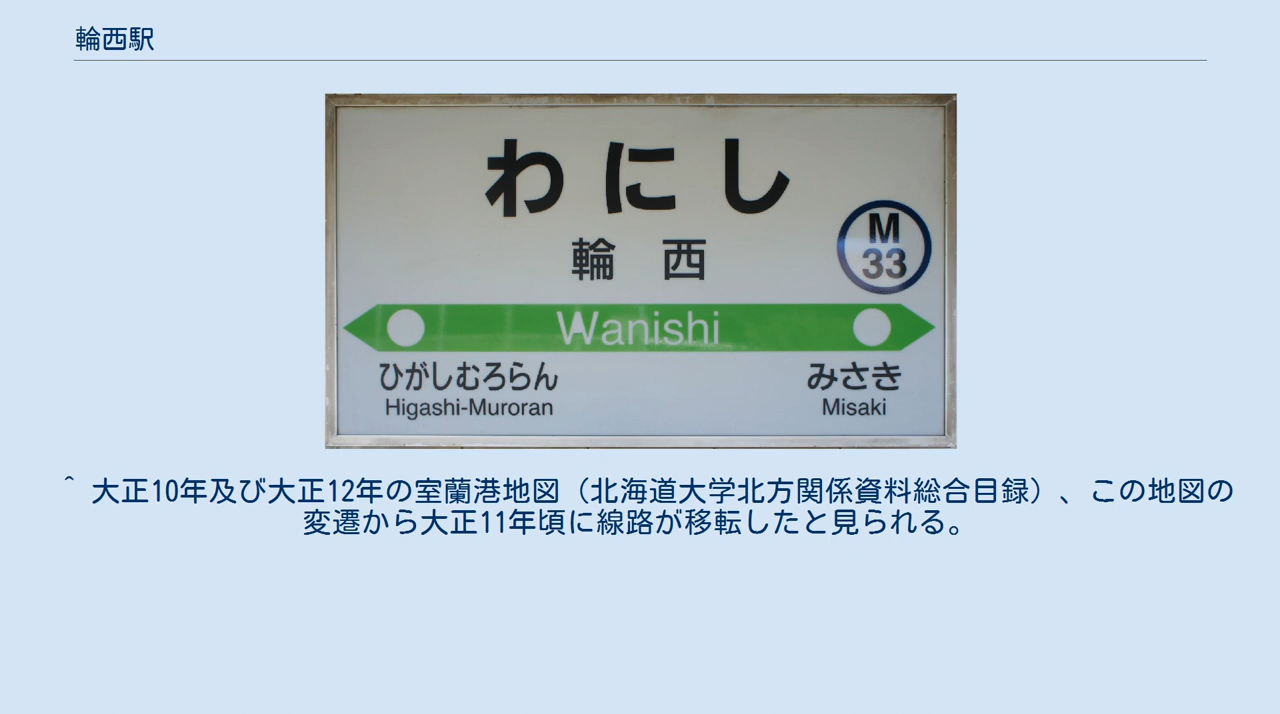 輪西駅
わにし
輪西
M
33
Wanishi
ひがしむろらん みさき
Higashi-Muroran Misaki
^ 大正10年及び大正12年の室蘭港地図（北海道大学北方関係資料総合目録）、この地図の
変遷から大正11年頃に線路が移転したと見られる。